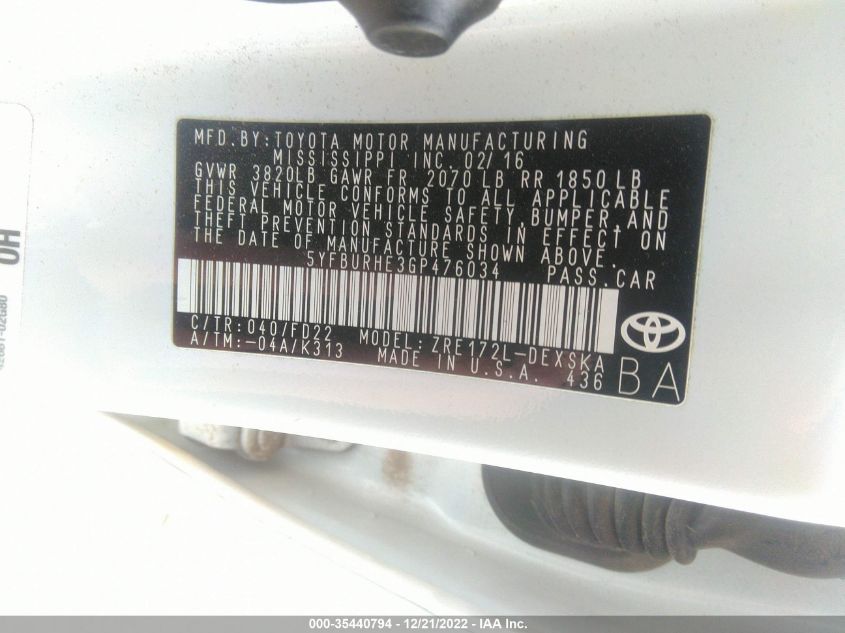 MFD.BY:TOYOTA MOTOR MANUFACTURING
MISSISSIPPI INC. 02/16
GVWR 3820LB GAWR FR 2070 LB RR 1850 LB
THIS VEHICLE CONFORMS TO ALL APPLICABLE
FEDERAL MOTOR VEHICLE SAFETY, BUMPER AND
THEFT PREVENTION STANDARDS IN EFFECT ON
THE DATE OF MANUFACTURE SHOWN ABOVE.
5YFBURHE3GP476034 PASS.CAR
C/TR:040/FD22 MODEL:ZRE172L-DEXSKA
A/TM:-04A/K313 MADE IN U.S.A. 436
BA
OH
000-35440794 - 12/21/2022 - IAA Inc.